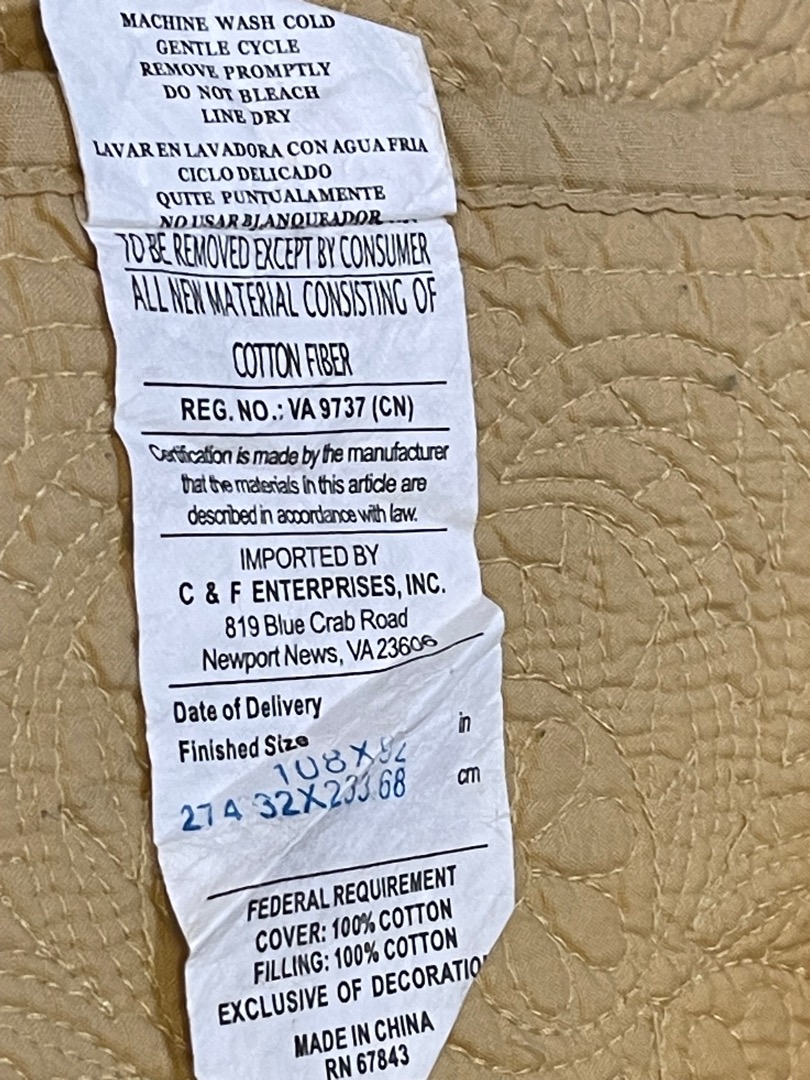 MACHINE WASH COLD
GENTLE CYCLE
REMOVE PROMPTLY
DO NOT BLEACH
LINE DRY
LAVAR EN LAVADORA CON AGUA FRIA
CICLO DELICADO
QUITE PUNTUALAMENTE
NO USAR BLANQUEADOR
TO BE REMOVED EXCEPT BY CONSUMER
ALL NEW MATERIAL CONSISTING OF
COTTON FIBER
REG. NO.: VA 9737 (CN)
Certification is made by the manufacturer
that the materials in this article are
described in accordance with law.
IMPORTED BY
C & F ENTERPRISES, INC.
819 Blue Crab Road
Newport News, VA 23606
Date of Delivery
Finished Size in
108X92
274 32X233.68 cm
FEDERAL REQUIREMENT
COVER: 100% COTTON
FILLING: 100% COTTON
EXCLUSIVE OF DECORATIO
MADE IN CHINA
RN 67843